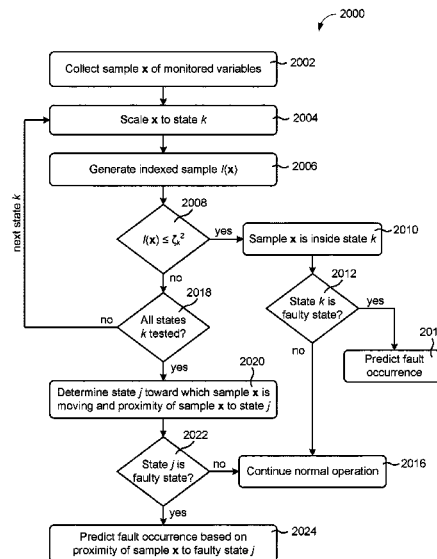 2000
Collect sample x of monitored variables
2002
Scale x to state k
2004
Generate indexed sample I(x)
2006
next state k
2008
I(x) ≤ ζk²
yes
Sample x is inside state k
2010
no
2012
State k is
faulty state?
yes
no
2018
All states
k tested?
no
yes
201
Predict fault
occurrence
2020
Determine state j toward which sample x is
moving and proximity of sample x to state j
2022
State j is
faulty state?
no
Continue normal operation
2016
yes
Predict fault occurrence based on
proximity of sample x to faulty state j
2024